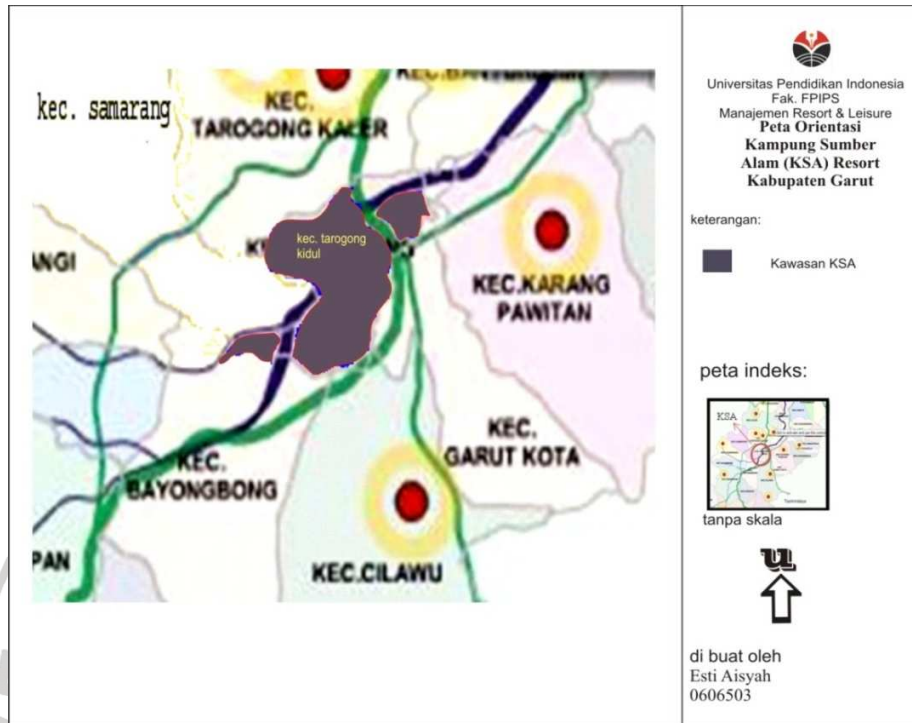 kec. samarang
KEC.
TAROGONG KALER
kec. tarogong
kidul
KEC.KARANG
PAWITAN
KEC.
GARUT KOTA
KEC.
BAYONGBONG
KEC.CILAWU
Universitas Pendidikan Indonesia
Fak. FPIPS
Manajemen Resort & Leisure
Peta Orientasi
Kampung Sumber
Alam (KSA) Resort
Kabupaten Garut
keterangan:
Kawasan KSA
peta indeks:
KSA
tanpa skala
u
di buat oleh
Esti Aisyah
0606503